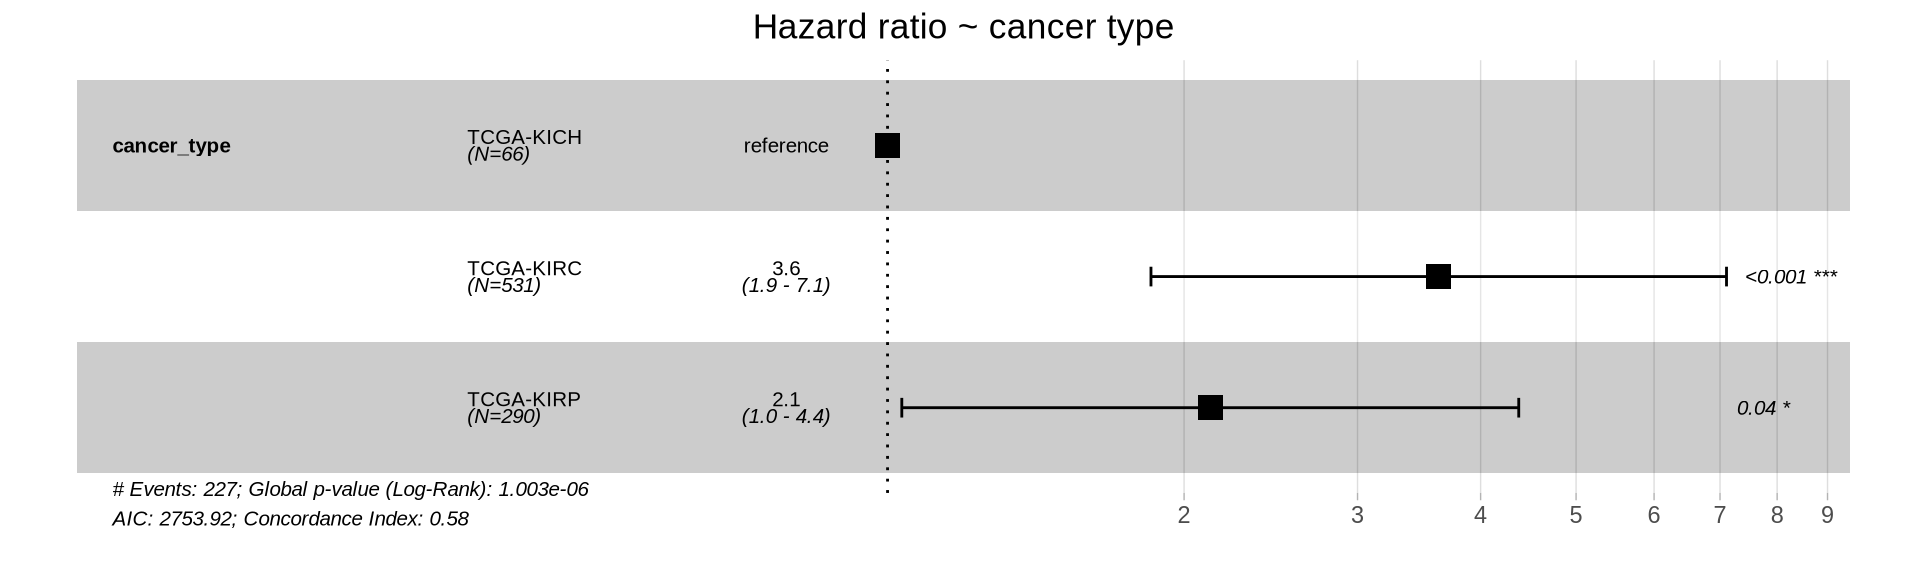 Hazard ratio ~ cancer type
cancer_type
TCGA-KICH
(N=66)
reference
TCGA-KIRC
(N=531)
3.6
(1.9 - 7.1)
<0.001 ***
TCGA-KIRP
(N=290)
2.1
(1.0 - 4.4)
0.04 *
# Events: 227; Global p-value (Log-Rank): 1.003e-06
AIC: 2753.92; Concordance Index: 0.58
2 3 4 5 6 7 8 9